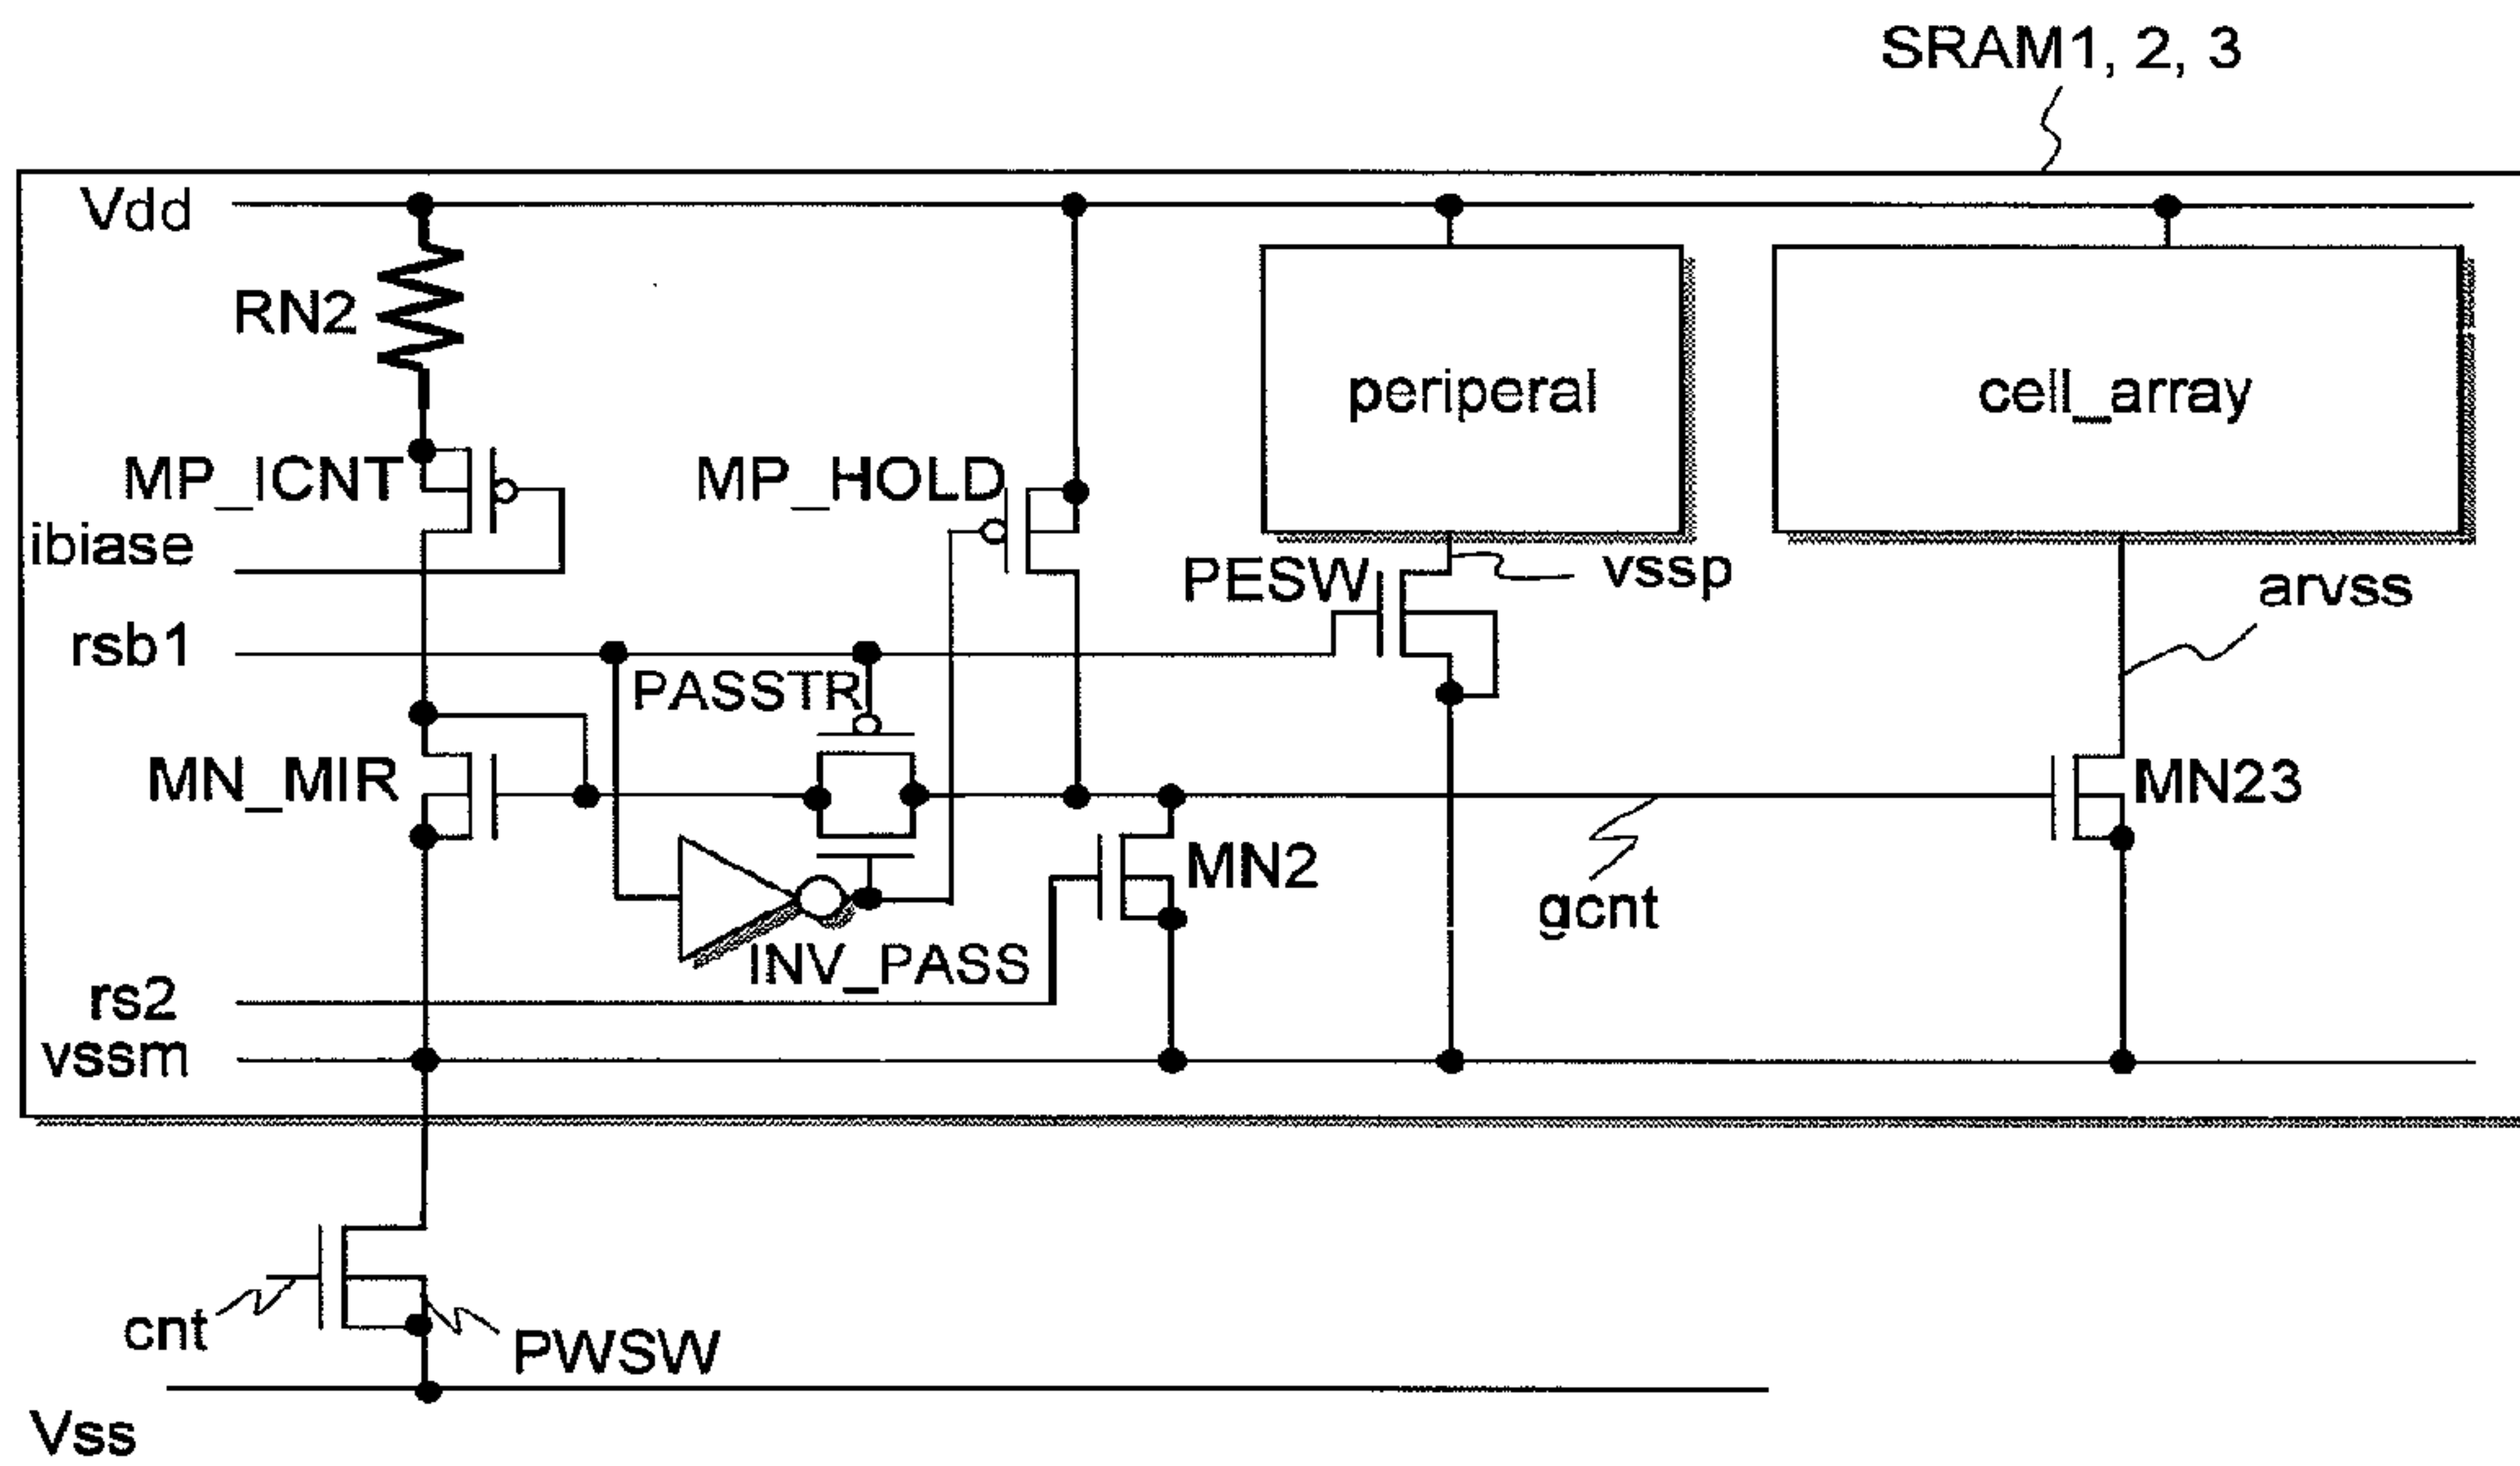 SRAM1, 2, 3
Vdd
RN2
periperal
cell_array
MP_ICNT
MP_HOLD
ibiase
PESW
vssp
arvss
rsb1
PASSTR
MN_MIR
MN23
MN2
gcnt
INV_PASS
rs2
vssm
cnt
PWSW
Vss